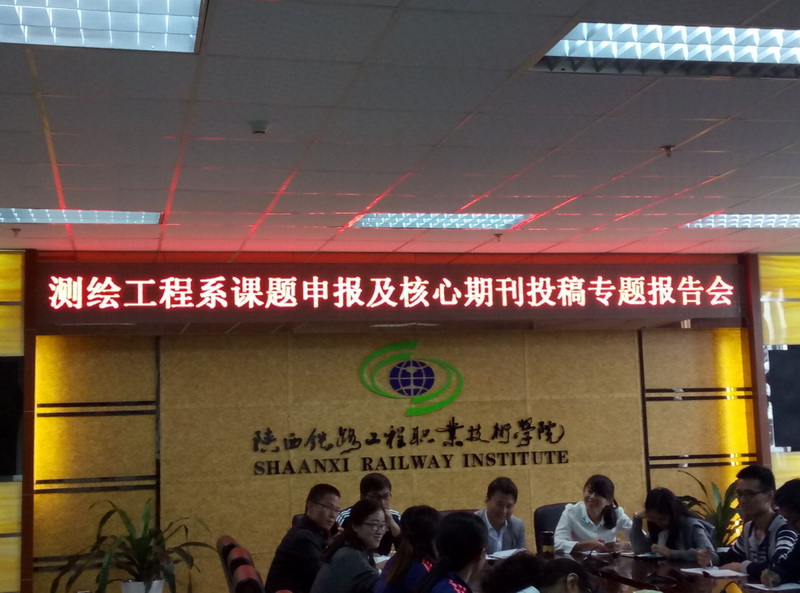 测绘工程系课题申报及核心期刊投稿专题报告会
陕西铁路工程职业技术学院
SHAANXI RAILWAY INSTITUTE